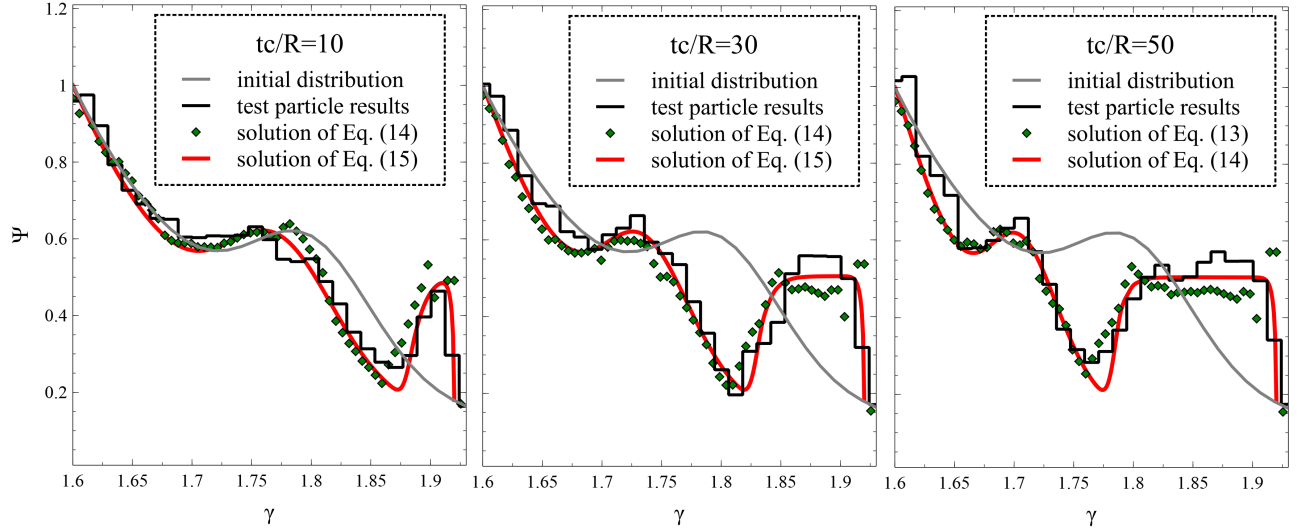 1.2
1
0.8
0.6
0.4
0.2
Ψ
tc/R=10
initial distribution
test particle results
solution of Eq. (14)
solution of Eq. (15)
1.6 1.65 1.7 1.75 1.8 1.85 1.9
γ
tc/R=30
initial distribution
test particle results
solution of Eq. (14)
solution of Eq. (15)
1.6 1.65 1.7 1.75 1.8 1.85 1.9
γ
tc/R=50
initial distribution
test particle results
solution of Eq. (13)
solution of Eq. (14)
1.6 1.65 1.7 1.75 1.8 1.85 1.9
γ